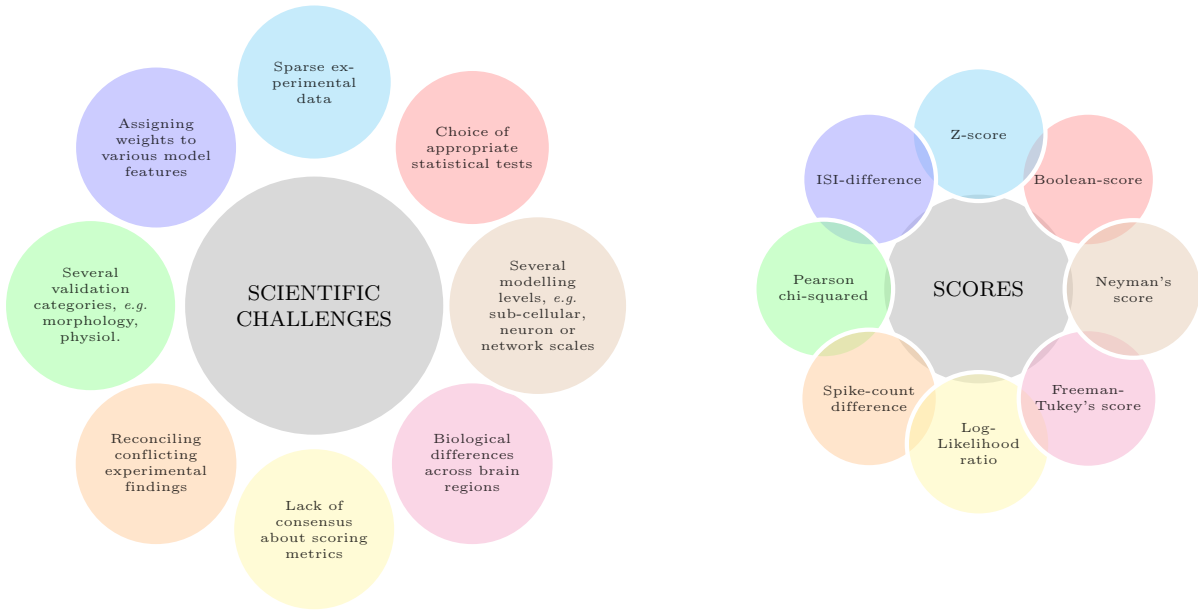 Sparse ex-
perimental
data
Choice of
appropriate
statistical tests
Assigning
weights to
various model
features
Several
validation
categories, e.g.
morphology,
physiol.
SCIENTIFIC
CHALLENGES
Several
modelling
levels, e.g.
sub-cellular,
neuron or
network scales
Reconciling
conflicting
experimental
findings
Biological
differences
across brain
regions
Lack of
consensus
about scoring
metrics
Z-score
ISI-difference
Boolean-score
Pearson
chi-squared
SCORES
Neyman's
score
Spike-count
difference
Freeman-
Tukey's score
Log-
Likelihood
ratio